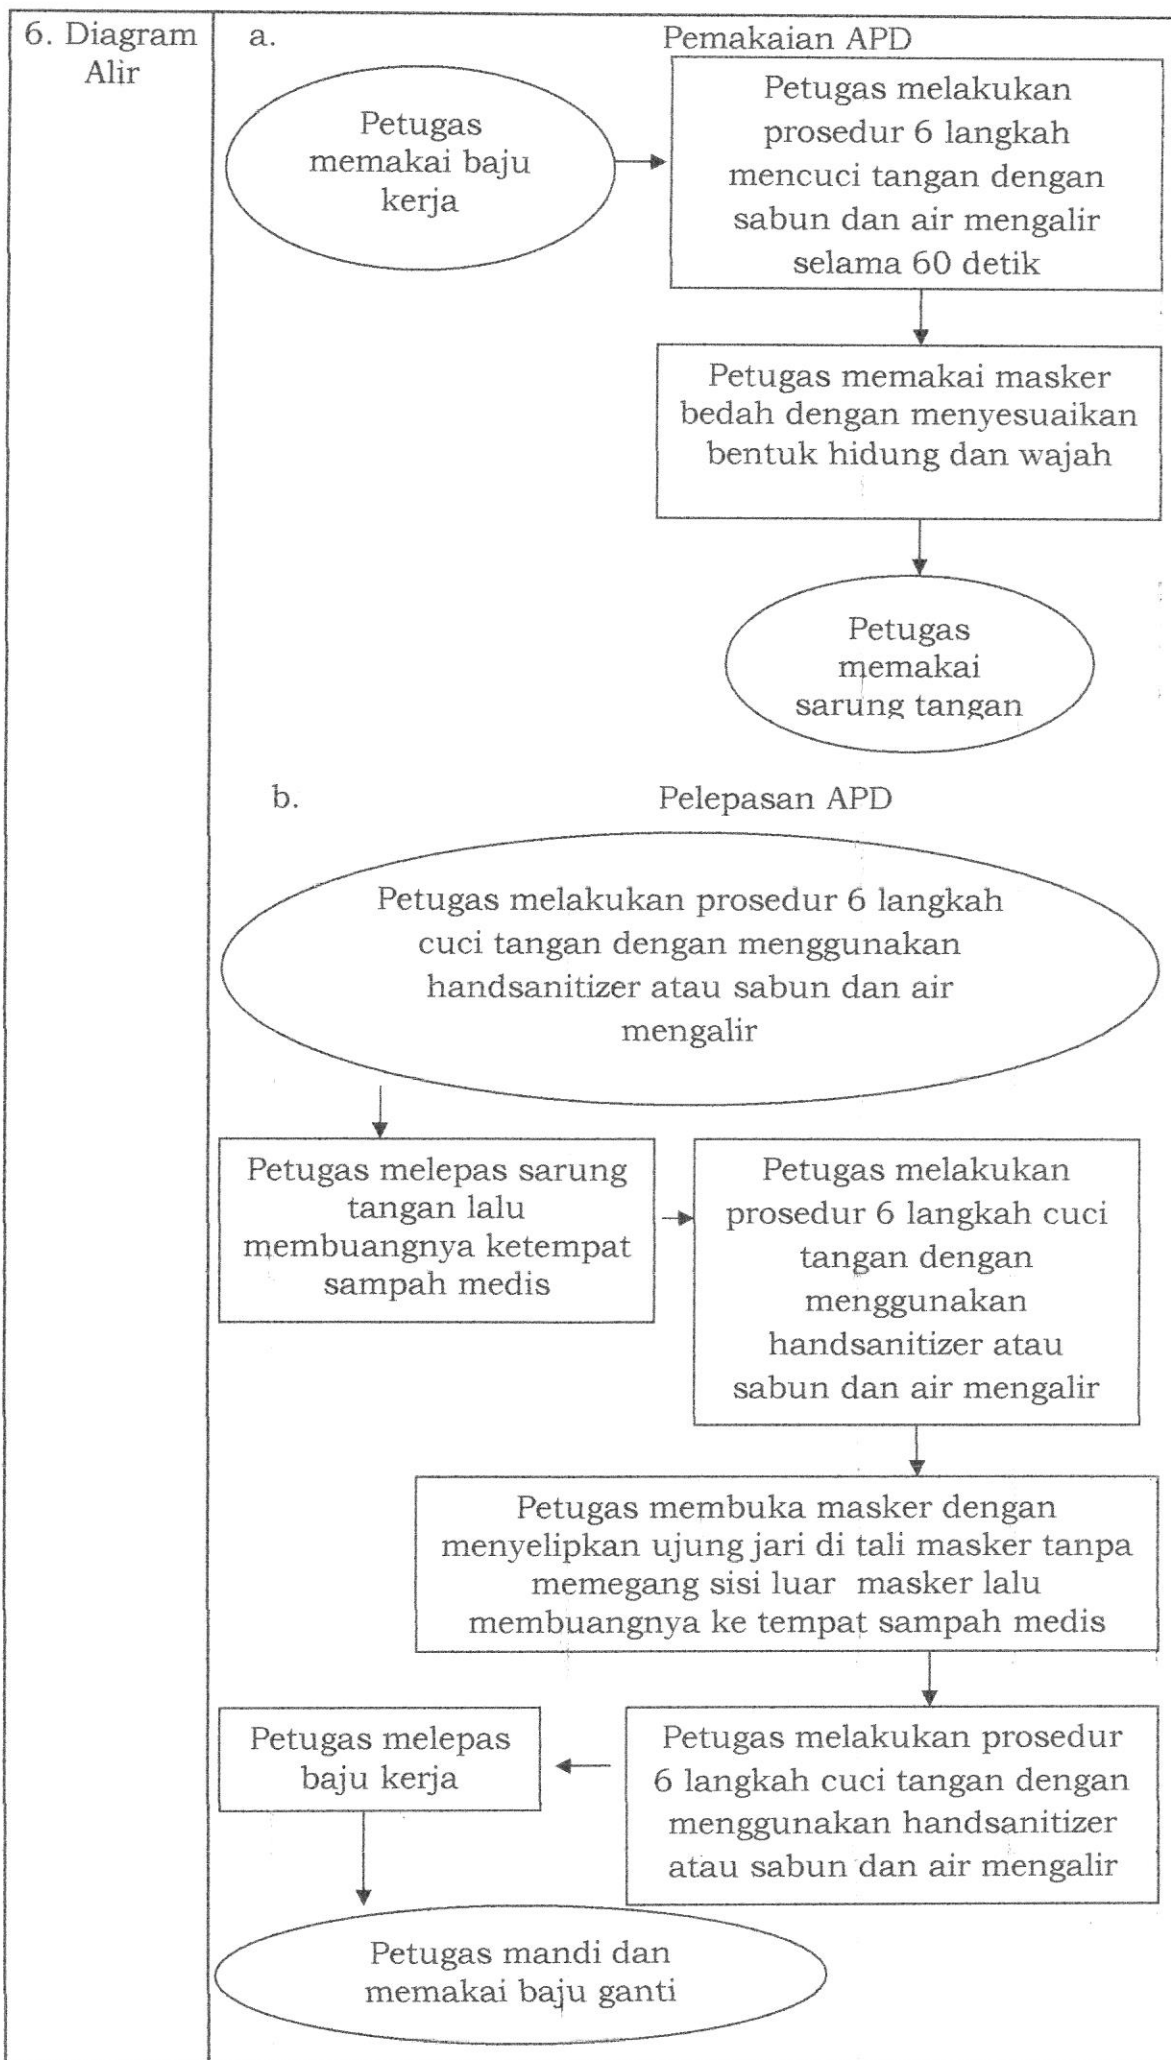 6. Diagram
Alir
a.
Pemakaian APD
Petugas
memakai baju
kerja
Petugas melakukan
prosedur 6 langkah
mencuci tangan dengan
sabun dan air mengalir
selama 60 detik
Petugas memakai masker
bedah dengan menyesuaikan
bentuk hidung dan wajah
Petugas
memakai
sarung tangan
b.
Pelepasan APD
Petugas melakukan prosedur 6 langkah
cuci tangan dengan menggunakan
handsanitizer atau sabun dan air
mengalir
Petugas melepas sarung
tangan lalu
membuangnya ketempat
sampah medis
Petugas melakukan
prosedur 6 langkah cuci
tangan dengan
menggunakan
handsanitizer atau
sabun dan air mengalir
Petugas membuka masker dengan
menyelipkan ujung jari di tali masker tanpa
memegang sisi luar masker lalu
membuangnya ke tempat sampah medis
Petugas melakukan prosedur
6 langkah cuci tangan dengan
menggunakan handsanitizer
atau sabun dan air mengalir
Petugas melepas
baju kerja
Petugas mandi dan
memakai baju ganti